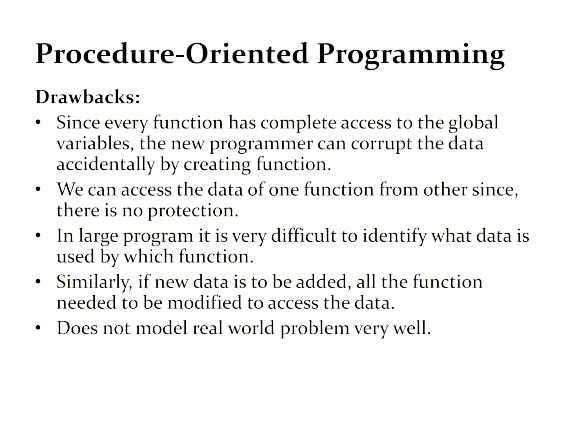 Procedure-Oriented Programming
Drawbacks:
• Since every function has complete access to the global
variables, the new programmer can corrupt the data
accidentally by creating function.
• We can access the data of one function from other since,
there is no protection.
• In large program it is very difficult to identify what data is
used by which function.
• Similarly, if new data is to be added, all the function
needed to be modified to access the data.
• Does not model real world problem very well.